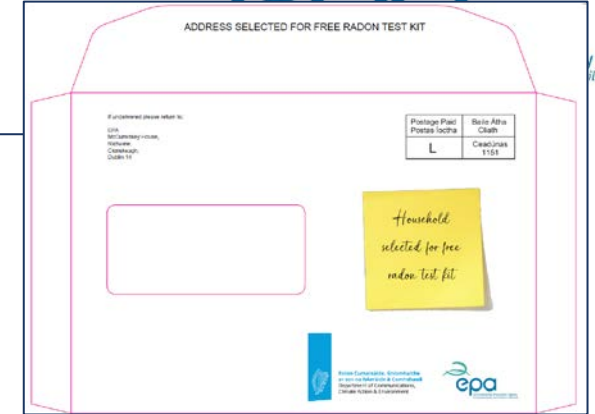 ADDRESS SELECTED FOR FREE RADON TEST KIT
If undelivered please return to:
EPA
McCumiskey House,
Richview,
Clonskeagh,
Dublin 14
Postage Paid
Postas Íoctha
Baile Átha
Cliath
L
Ceadúnas
1151
Household
selected for free
radon test kit
Department of Communications,
Climate Action & Environment
epa